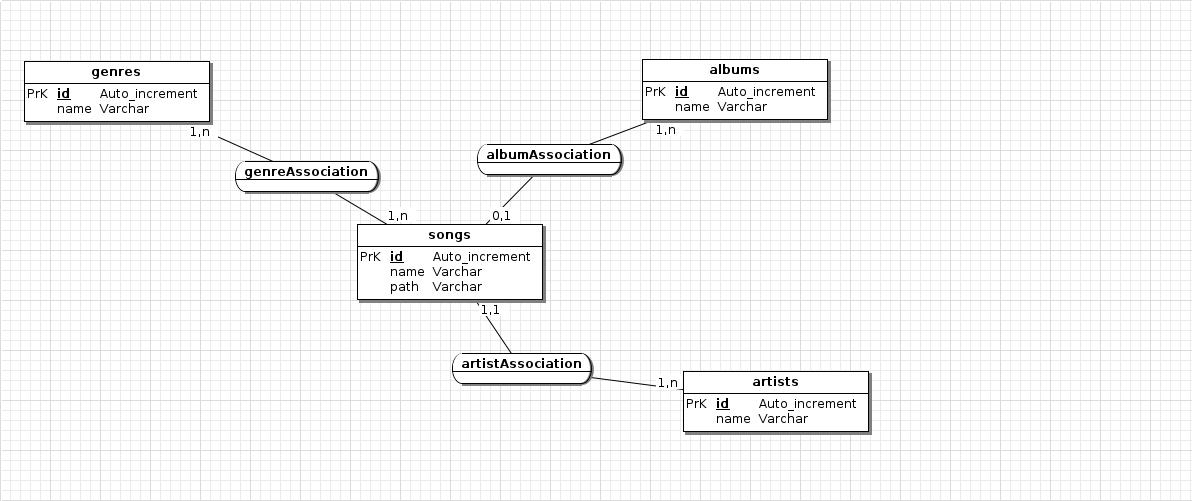 genres
PrK id Auto_increment
name Varchar
1,n
albums
PrK id Auto_increment
name Varchar
1,n
genreAssociation
albumAssociation
1,n
0,1
songs
PrK id Auto_increment
name Varchar
path Varchar
1,1
artistAssociation
1,n
artists
PrK id Auto_increment
name Varchar